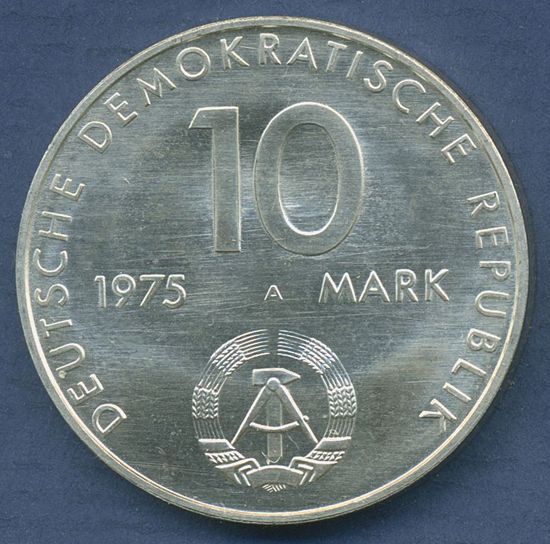 DEUTSCHE DEMOKRATISCHE REPUBLIK
10
1975 A MARK